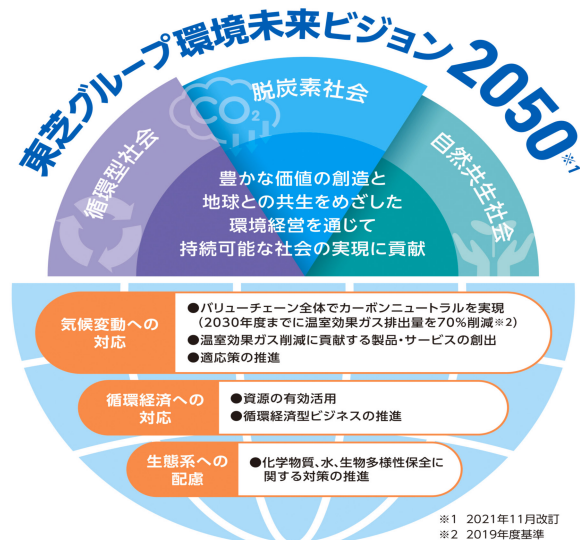 東芝グループ環境未来ビジョン2050※1
循環型社会
CO₂
脱炭素社会
自然共生社会
豊かな価値の創造と
地球との共生をめざした
環境経営を通じて
持続可能な社会の実現に貢献
気候変動への
対応
●バリューチェーン全体でカーボンニュートラルを実現
(2030年度までに温室効果ガス排出量を70%削減※2)
●温室効果ガス削減に貢献する製品・サービスの創出
●適応策の推進
循環経済への
対応
●資源の有効活用
●循環経済型ビジネスの推進
生態系への
配慮
●化学物質、水、生物多様性保全に
関する対策の推進
※1 2021年11月改訂
※2 2019年度基準